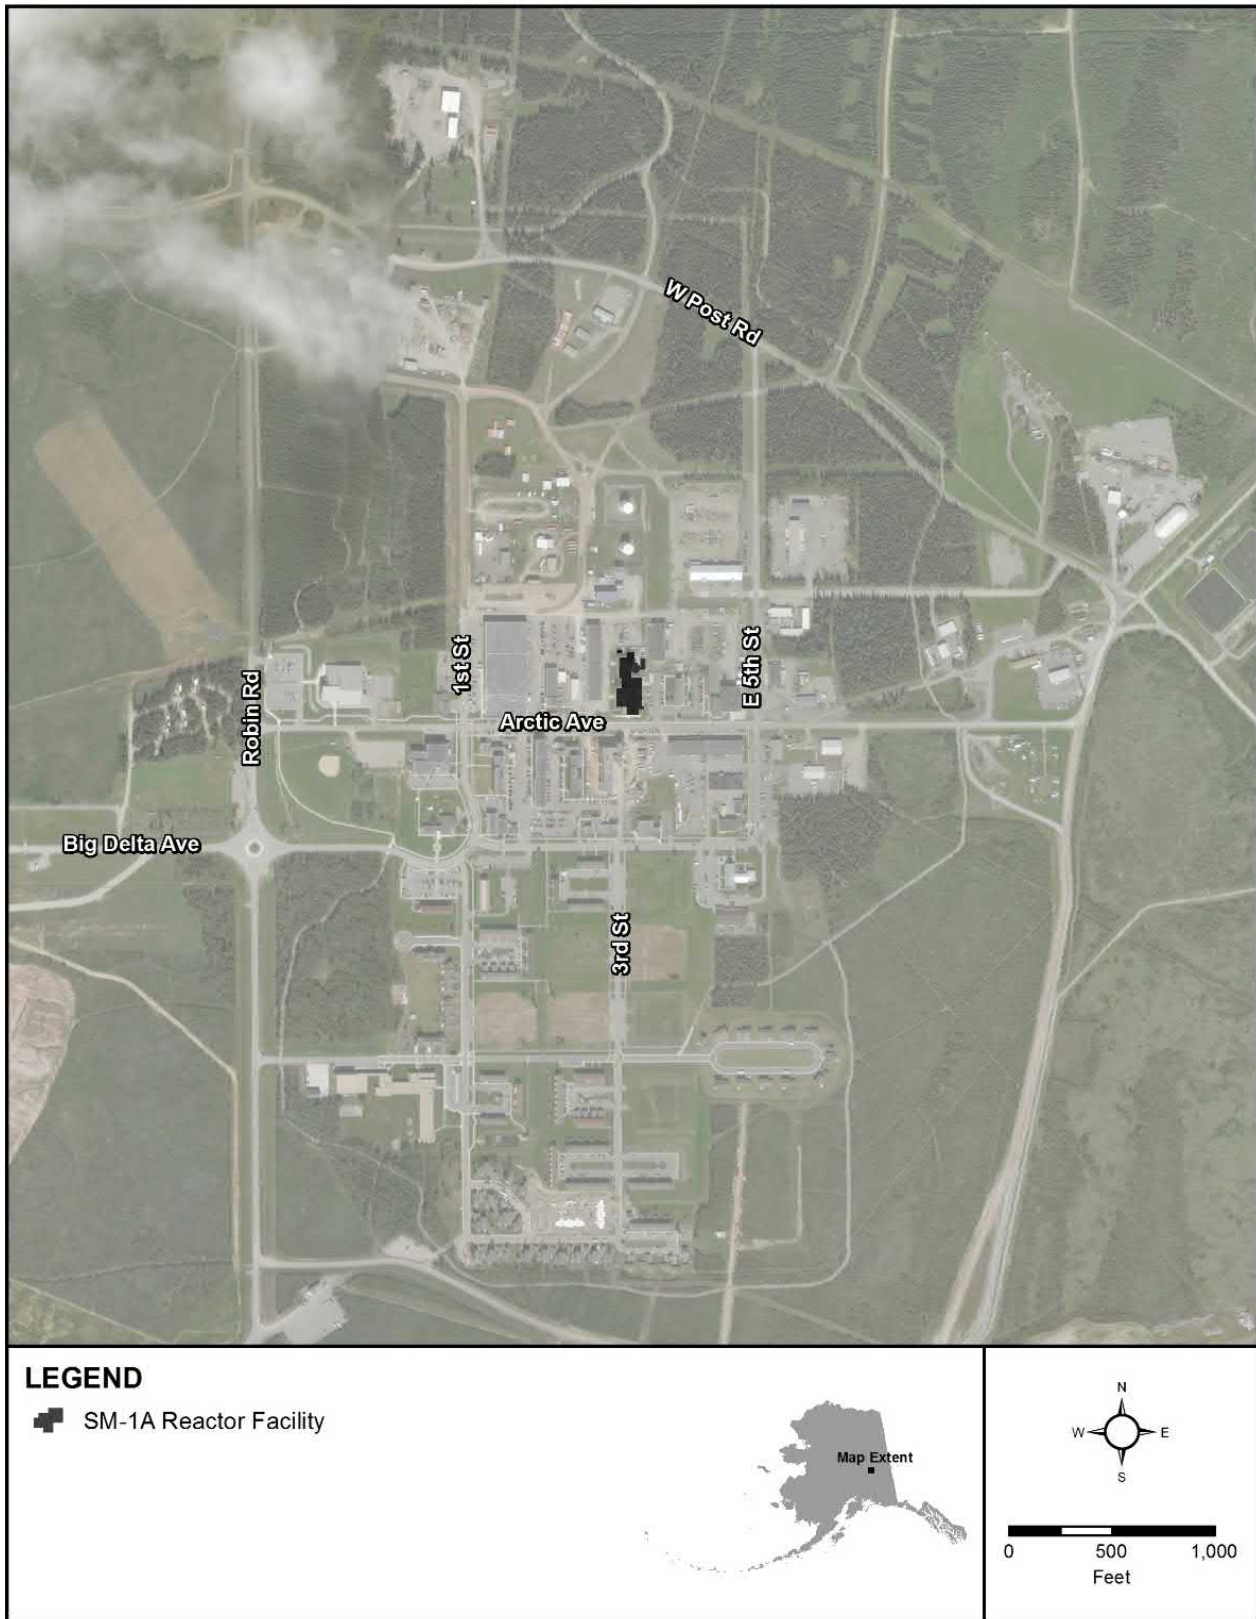 W Post Rd
1st St
E 5th St
Robin Rd
Arctic Ave
Big Delta Ave
3rd St
LEGEND
SM-1A Reactor Facility
Map Extent
N
W E
S
0 500 1,000
Feet